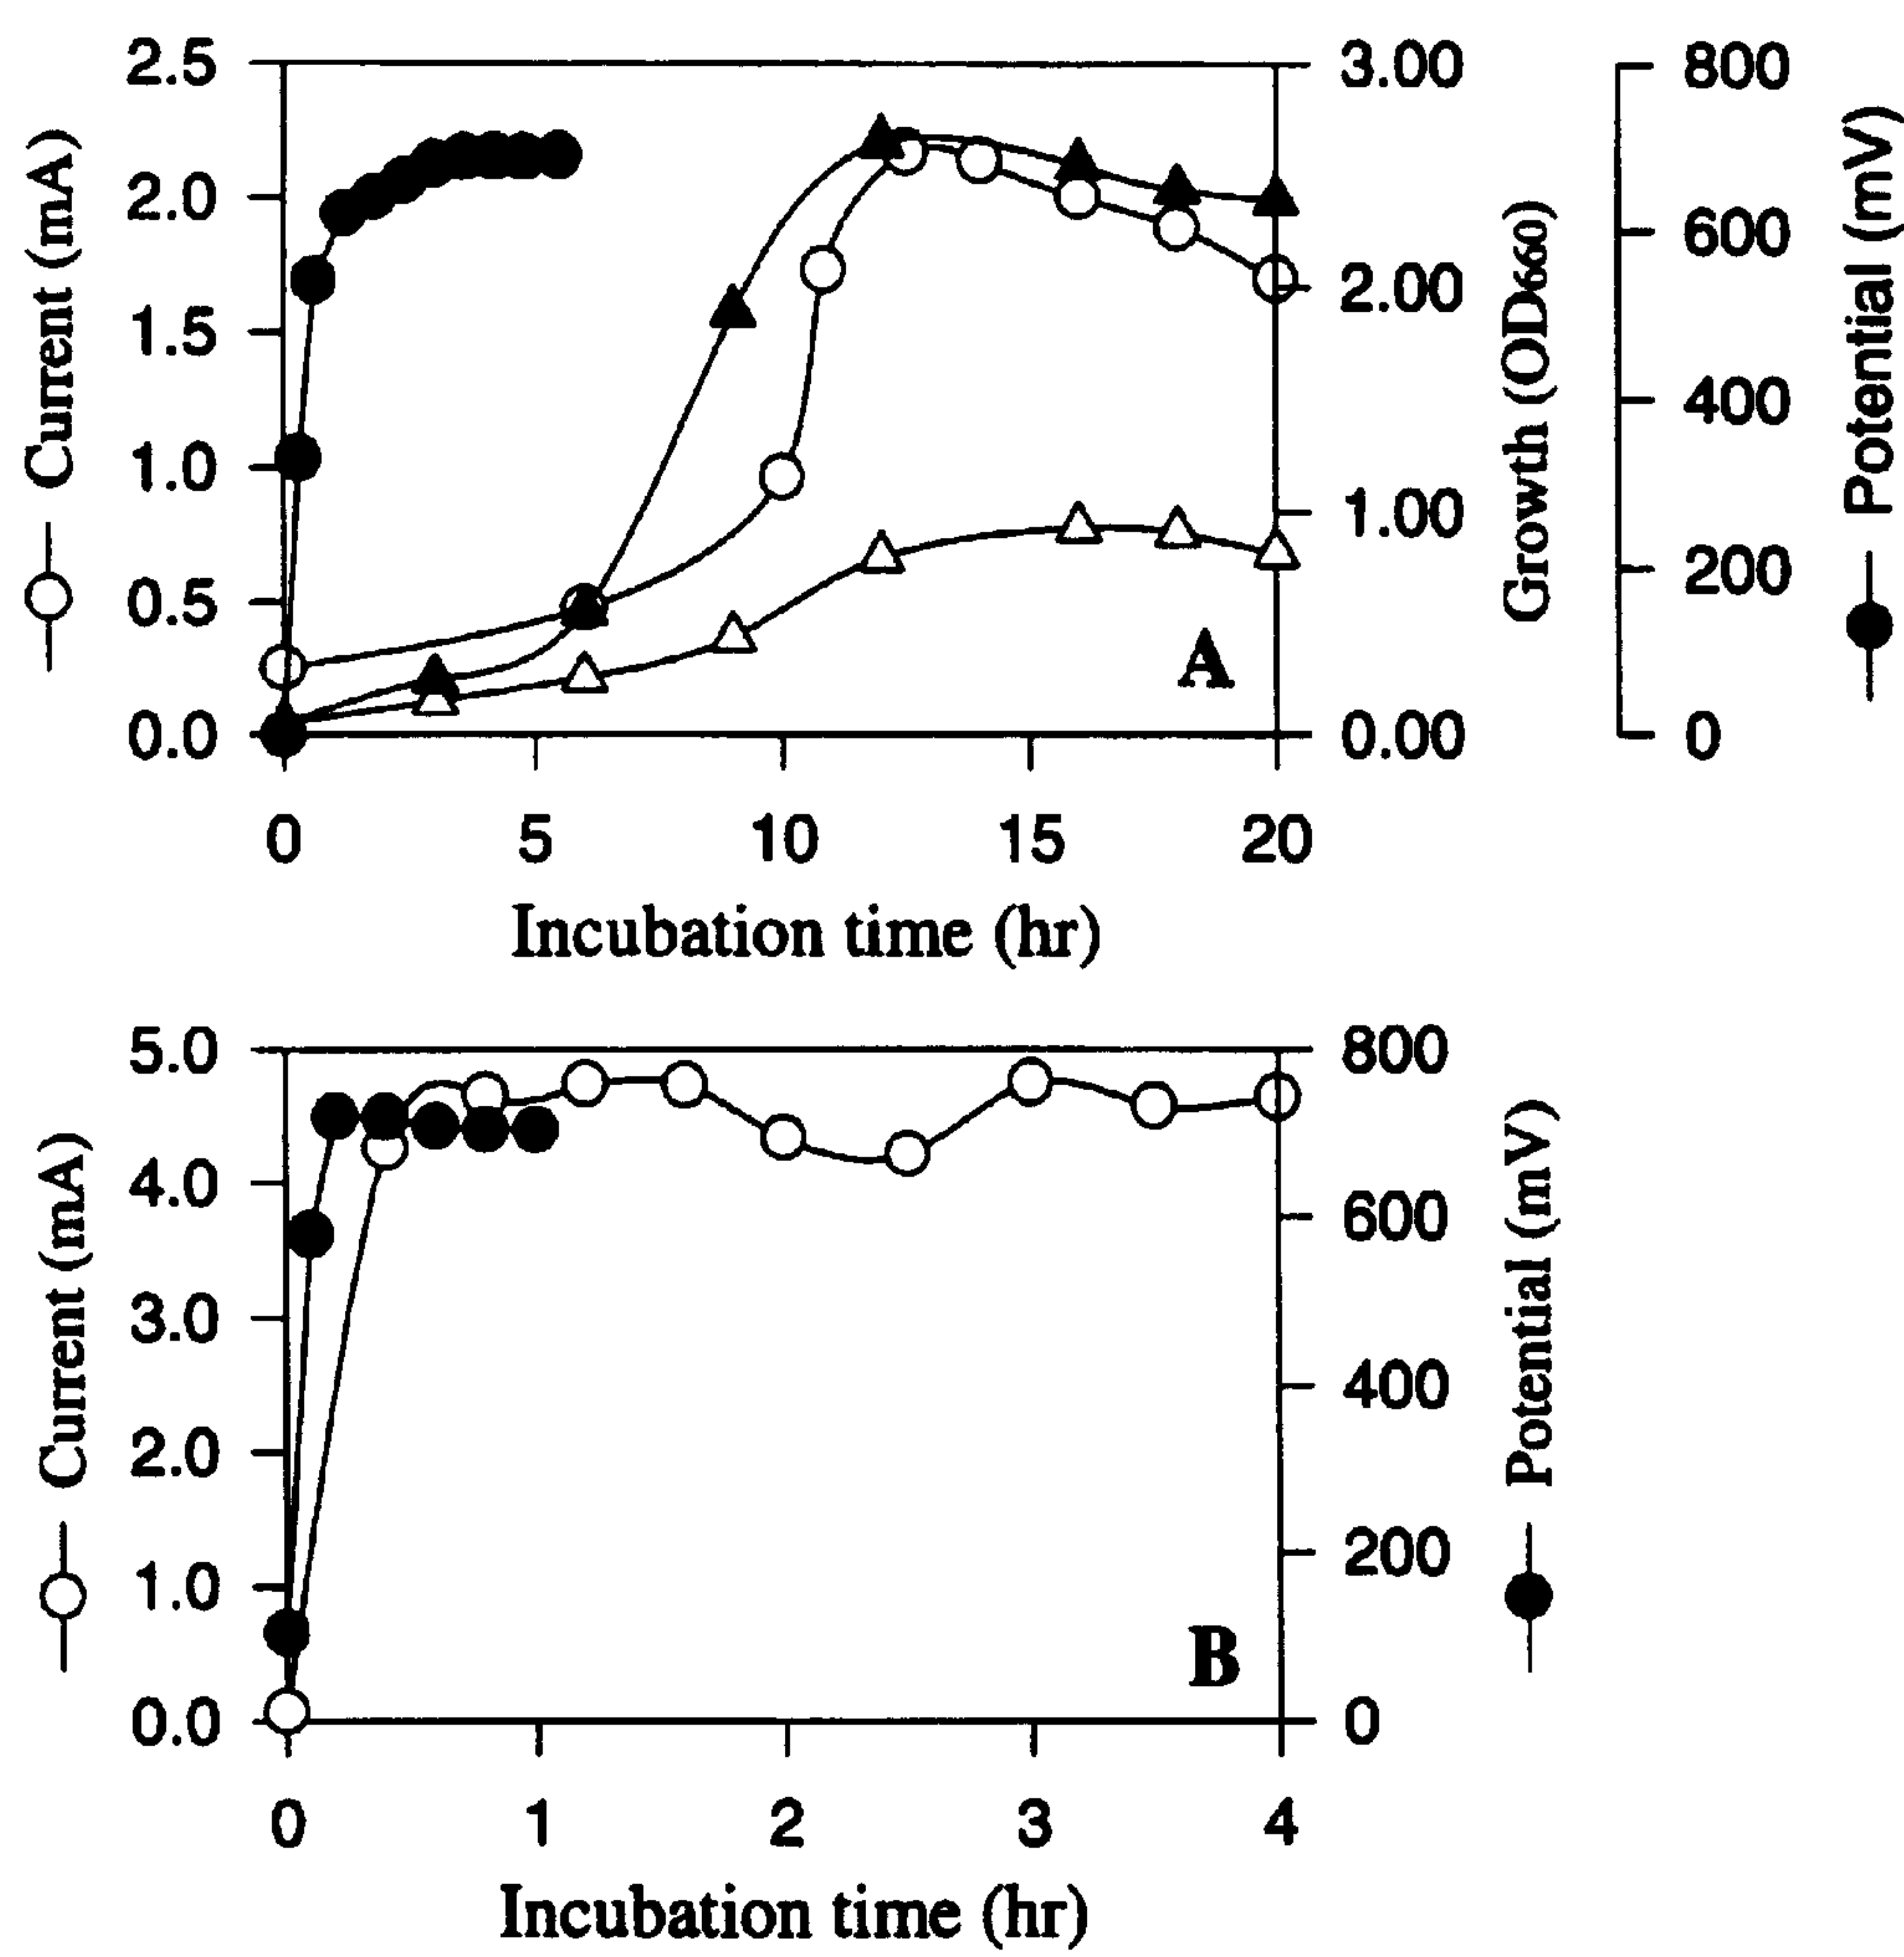 2.5
2.0
1.5
1.0
0.5
0.0
Current (mA)
3.00
2.00
1.00
0.00
Growth (OD660)
800
600
400
200
0
Potential (mV)
A
0 5 10 15 20
Incubation time (hr)
5.0
4.0
3.0
2.0
1.0
0.0
Current (mA)
800
600
400
200
0
Potential (mV)
B
0 1 2 3 4
Incubation time (hr)